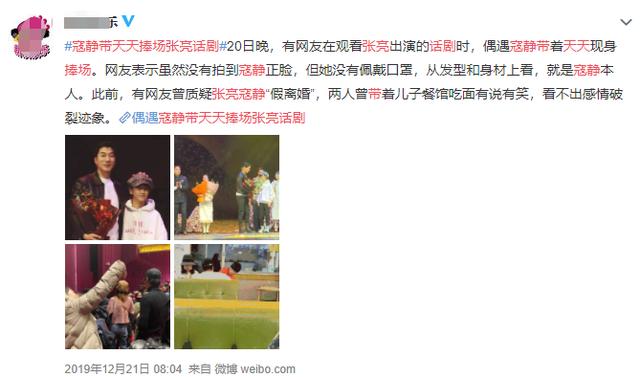 乐
#寇静带天天捧场张亮话剧#20日晚，有网友在观看张亮出演的话剧时，偶遇寇静带着天天现身
捧场。网友表示虽然没有拍到寇静正脸，但她没有佩戴口罩，从发型和身材上看，就是寇静本
人。此前，有网友曾质疑张亮寇静“假离婚”，两人曾带着儿子餐馆吃面有说有笑，看不出感情破
裂迹象。偶遇寇静带天天捧场张亮话剧
2019年12月21日 08:04 来自 微博 weibo.com